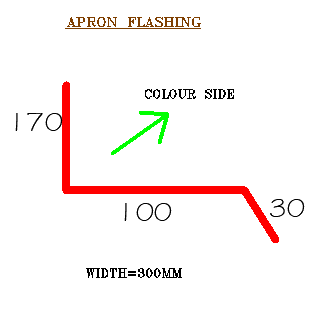 APRON FLASHING
COLOUR SIDE
170
100
30
WIDTH=300MM